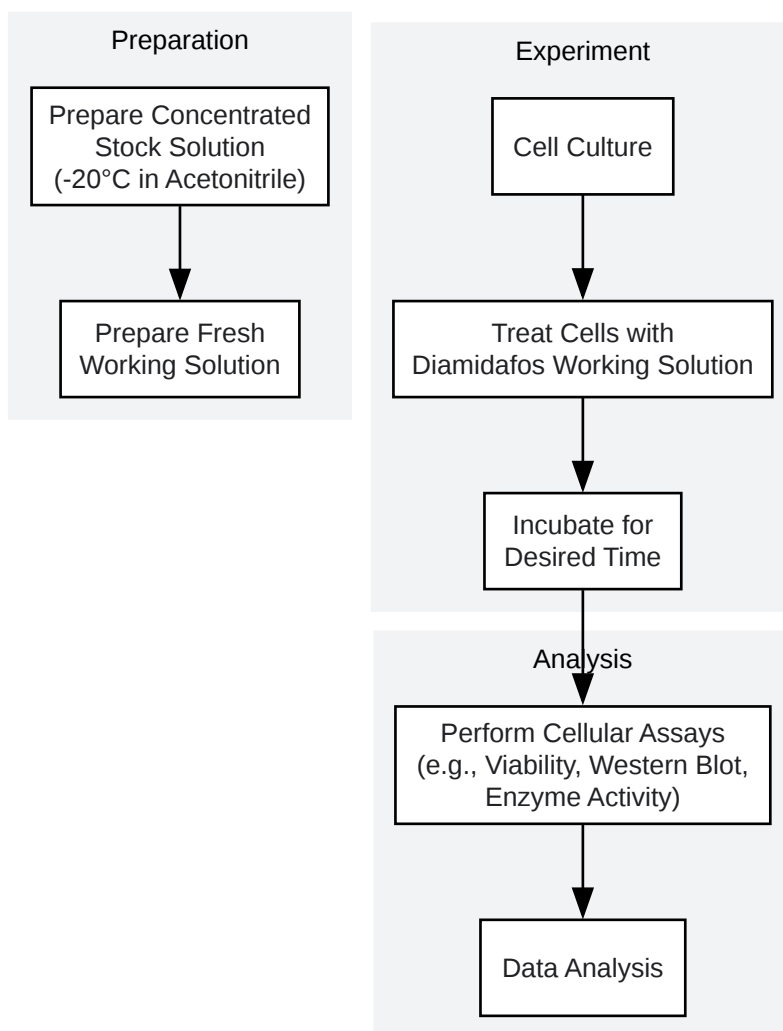 Preparation
Prepare Concentrated
Stock Solution
(-20°C in Acetonitrile)
Prepare Fresh
Working Solution
Experiment
Cell Culture
Treat Cells with
Diamidafos Working Solution
Incubate for
Desired Time
Analysis
Perform Cellular Assays
(e.g., Viability, Western Blot,
Enzyme Activity)
Data Analysis